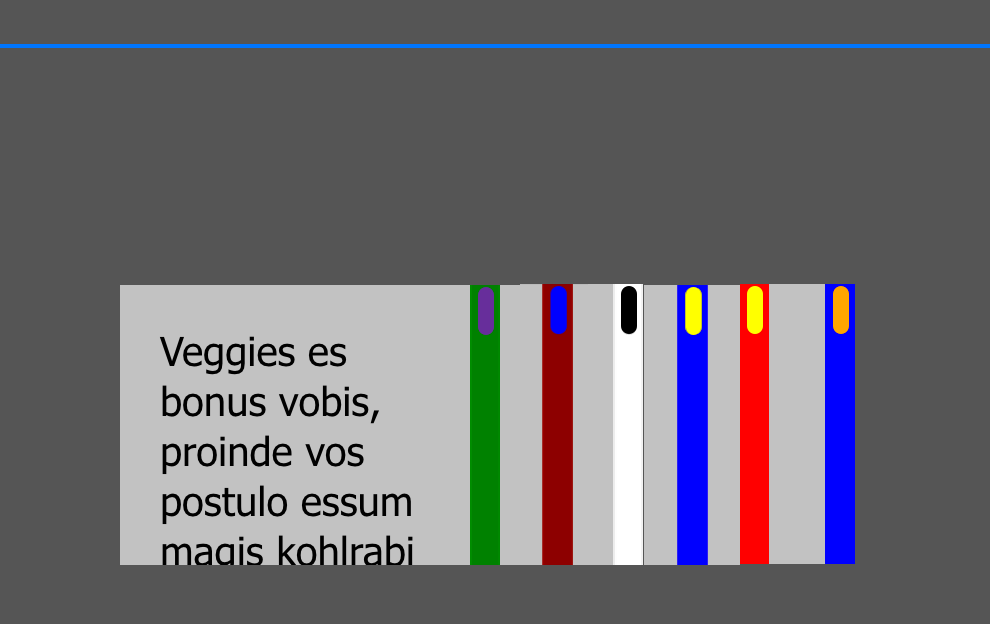 Veggies es
bonus vobis,
proinde vos
postulo essum
magis kohlrabi